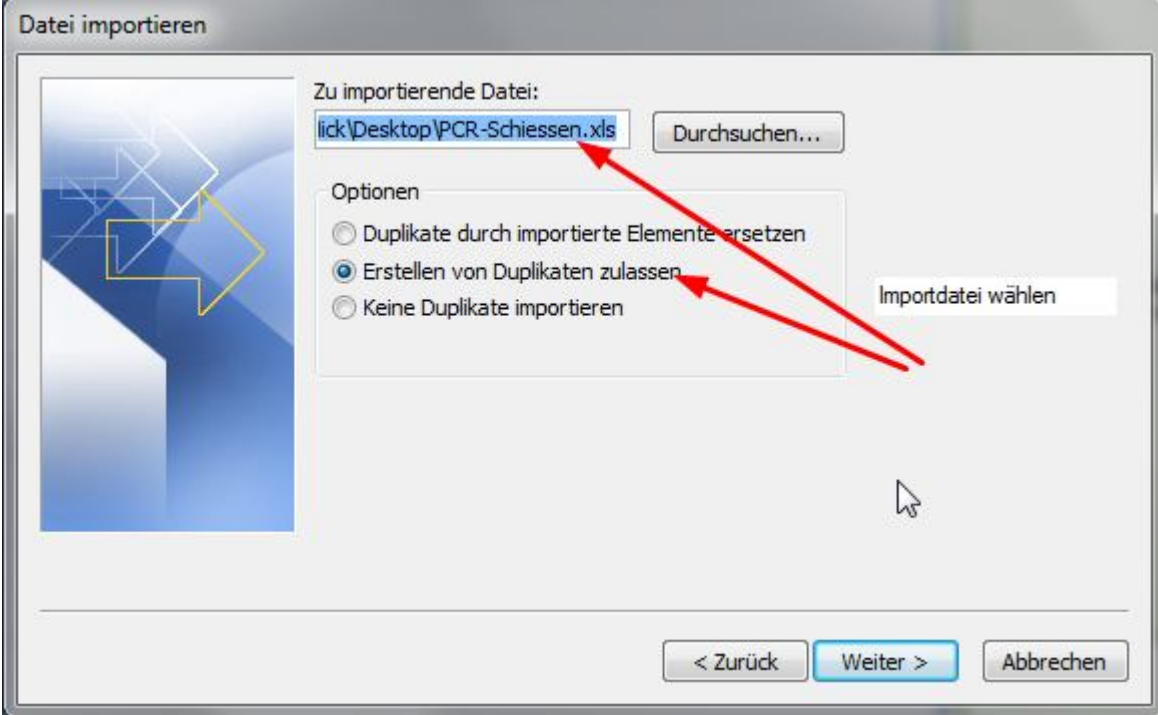 Datei importieren
Zu importierende Datei:
lick\Desktop\PCR-Schiessen.xls
Durchsuchen...
Optionen
Duplikate durch importierte Elemente ersetzen
Erstellen von Duplikaten zulassen
Keine Duplikate importieren
Importdatei wählen
< Zurück
Weiter >
Abbrechen